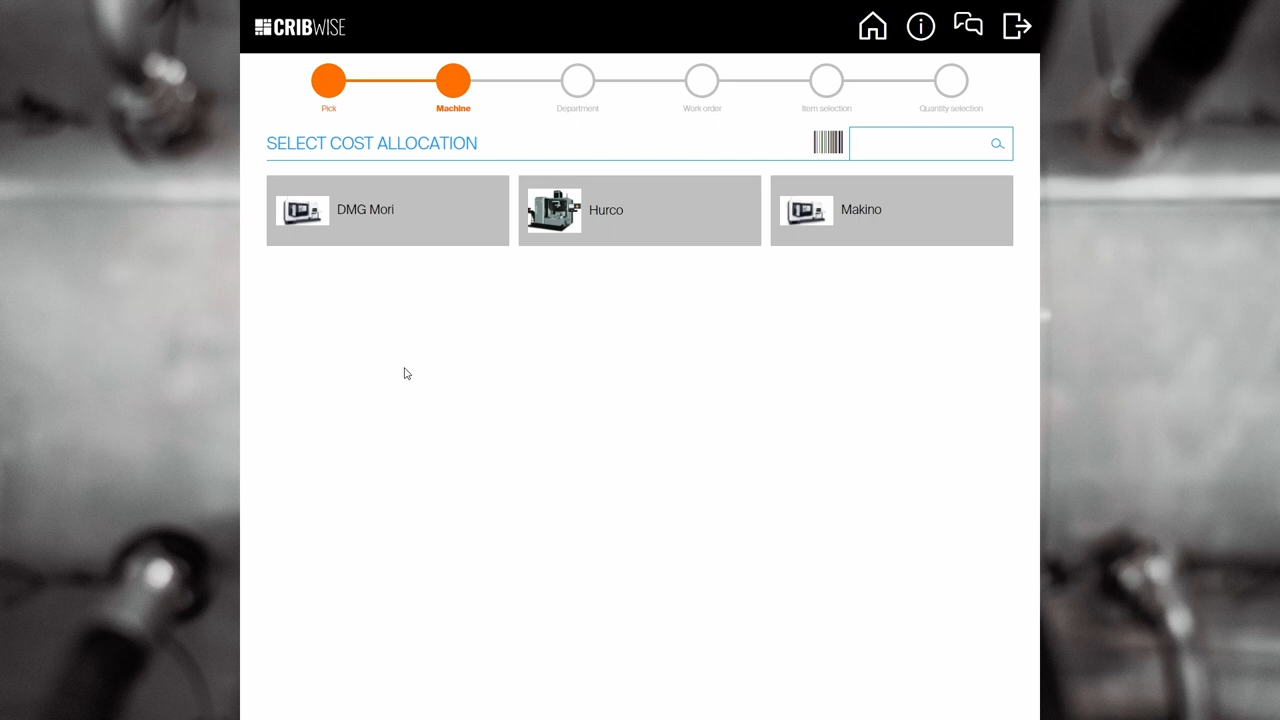 CRIBWISE
Pick
Machine
Department
Work order
Item selection
Quantity selection
SELECT COST ALLOCATION
DMG Mori
Hurco
Makino